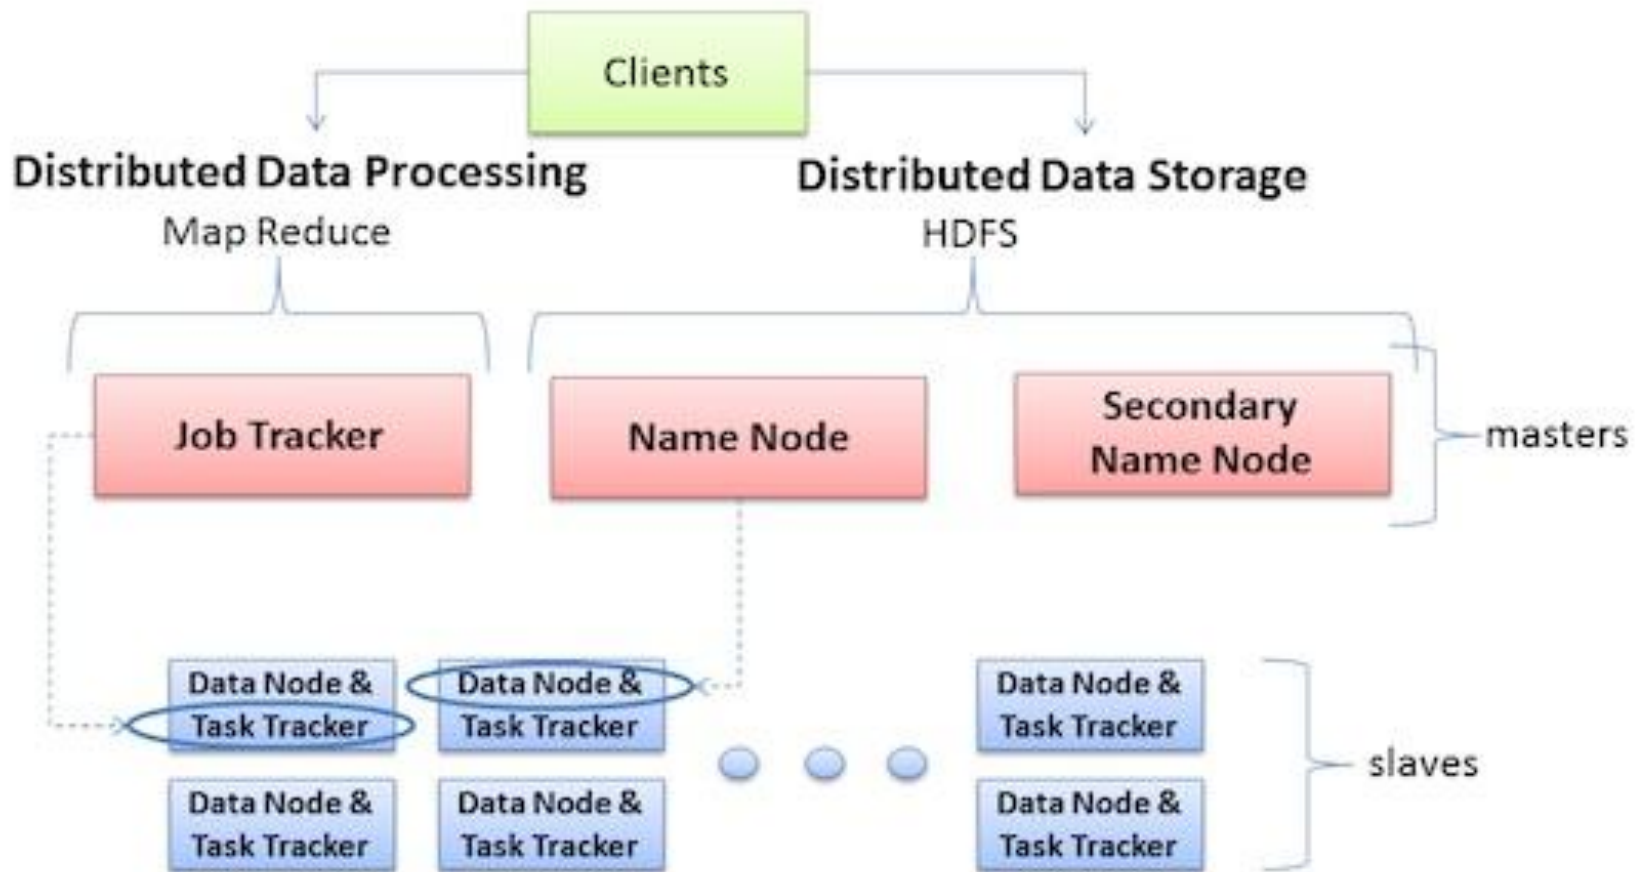 Clients
Distributed Data Processing
Map Reduce
Distributed Data Storage
HDFS
Job Tracker
Name Node
Secondary
Name Node
masters
Data Node &
Task Tracker
Data Node &
Task Tracker
Data Node &
Task Tracker
slaves
Data Node &
Task Tracker
Data Node &
Task Tracker
Data Node &
Task Tracker